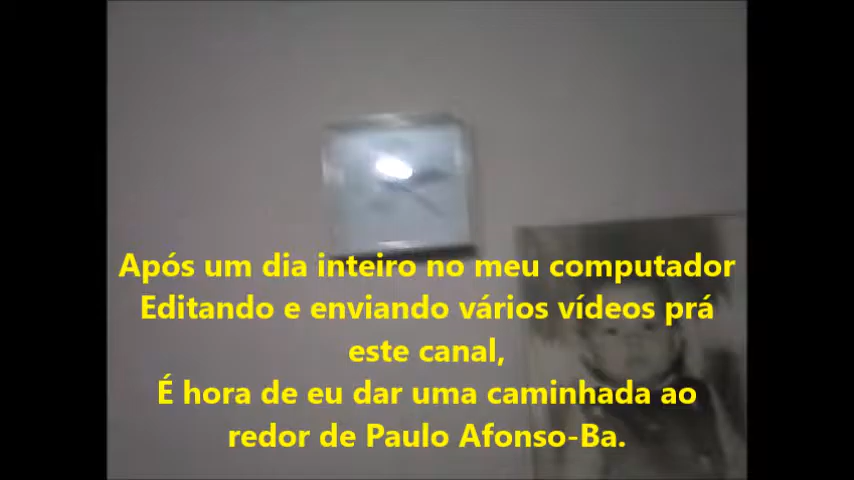 Após um dia inteiro no meu computador
Editando e enviando vários vídeos prá
este canal,
É hora de eu dar uma caminhada ao
redor de Paulo Afonso-Ba.